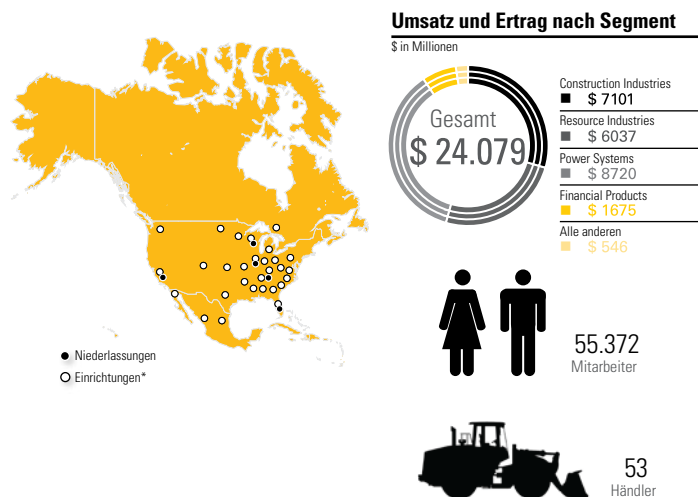 Umsatz und Ertrag nach Segment
$ in Millionen
Gesamt
$ 24.079
Construction Industries
$ 7101
Resource Industries
$ 6037
Power Systems
$ 8720
Financial Products
$ 1675
Alle anderen
$ 546
Niederlassungen
Einrichtungen*
55.372
Mitarbeiter
53
Händler